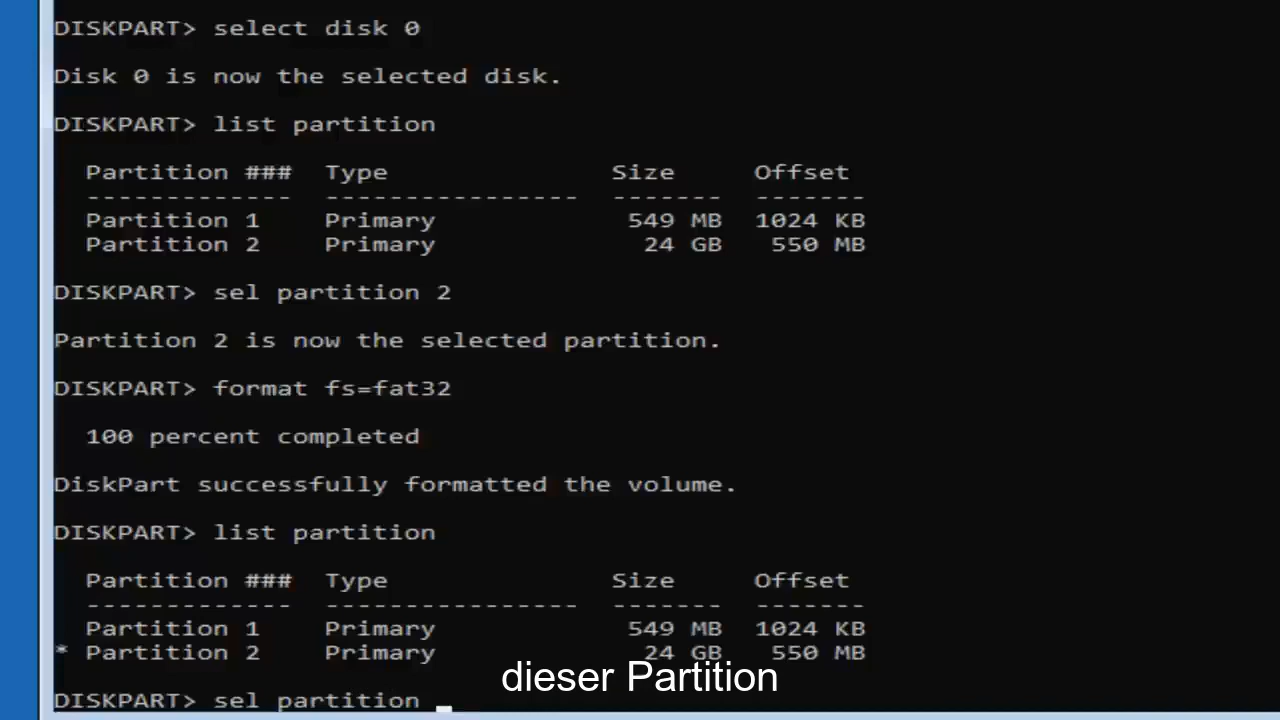 DISKPART> select disk 0
Disk 0 is now the selected disk.
DISKPART> list partition
Partition ### Type Size Offset
------------- ---------------- ------- -------
Partition 1 Primary 549 MB 1024 KB
Partition 2 Primary 24 GB 550 MB
DISKPART> sel partition 2
Partition 2 is now the selected partition.
DISKPART> format fs=fat32
100 percent completed
DiskPart successfully formatted the volume.
DISKPART> list partition
Partition ### Type Size Offset
------------- ---------------- ------- -------
Partition 1 Primary 549 MB 1024 KB
* Partition 2 Primary 24 GB 550 MB
dieser Partition
DISKPART> sel partition _